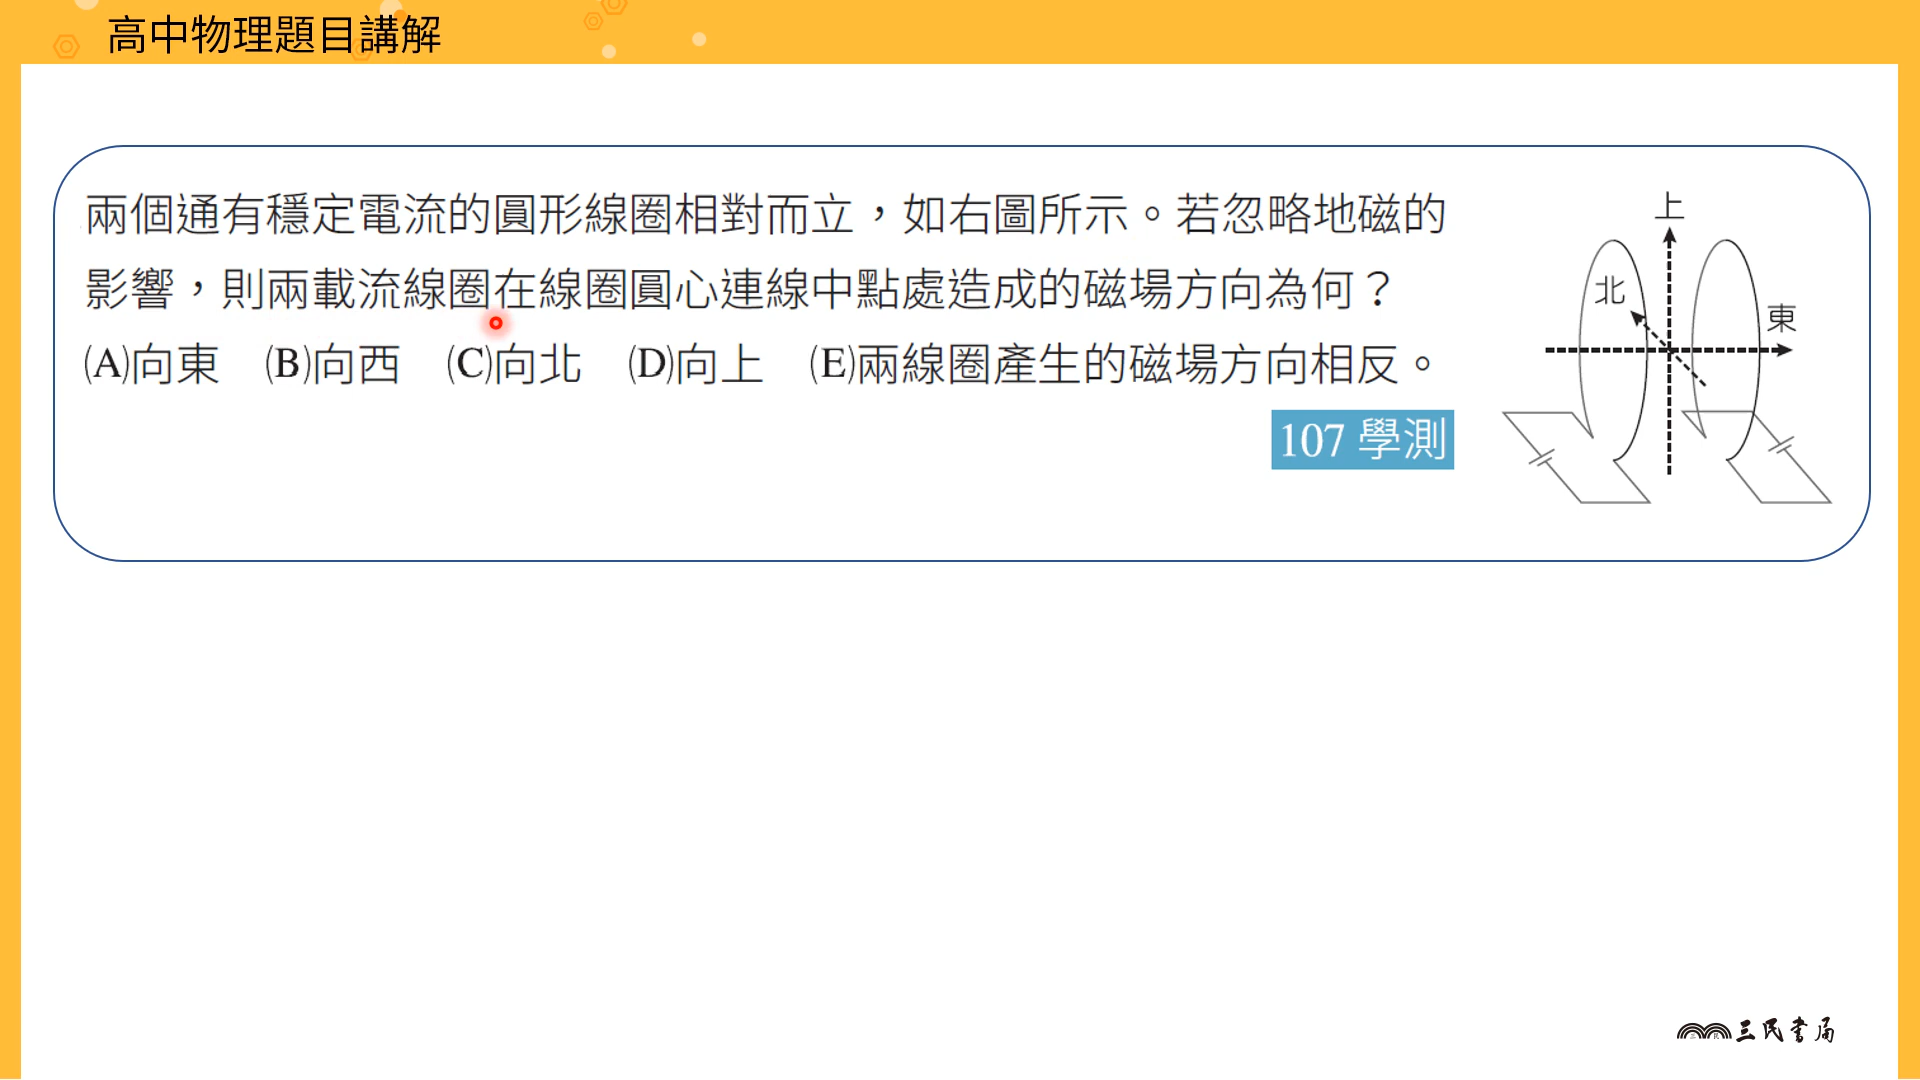 高中物理題目講解
兩個通有穩定電流的圓形線圈相對而立，如右圖所示。若忽略地磁的
影響，則兩載流線圈在線圈圓心連線中點處造成的磁場方向為何？
(A)向東 (B)向西 (C)向北 (D)向上 (E)兩線圈產生的磁場方向相反。
107 學測
上
北
東
三民書局